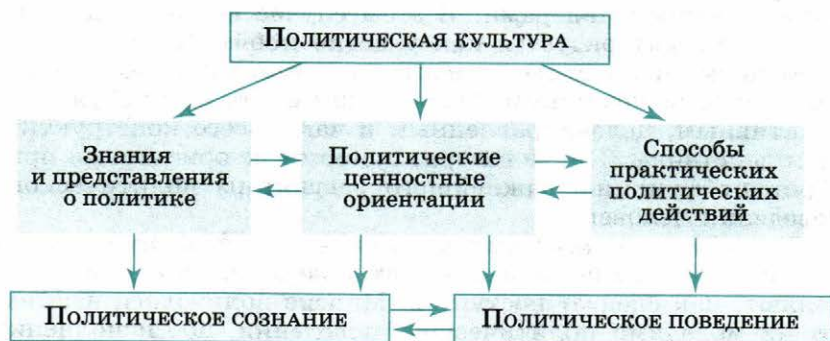 ПОЛИТИЧЕСКАЯ КУЛЬТУРА
Знания
и представления
о политике
Политические
ценностные
ориентации
Способы
практических
политических
действий
ПОЛИТИЧЕСКОЕ СОЗНАНИЕ
ПОЛИТИЧЕСКОЕ ПОВЕДЕНИЕ